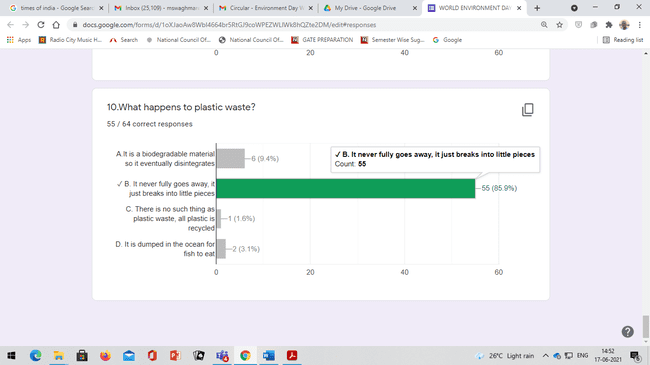 times of india - Google Sear
Inbox (25,109) - mswaghmar
Circular - Environment Day W
My Drive - Google Drive
WORLD ENVIRONMENT DA
docs.google.com/forms/d/1oXJaoAw8Wbl4664br5RtGJ9coWPEZWLlWk8hQZte2DM/edit#responses
Apps
Radio City Music H...
Search
National Council Of...
National Council Of...
GATE PREPARATION
Semester Wise Sug...
Google
Reading list
0 20 40 60
10.What happens to plastic waste?
55 / 64 correct responses
A.It is a biodegradable material
so it eventually disintegrates
6 (9.4%)
✓ B. It never fully goes away, it just breaks into little pieces
Count: 55
✓ B. It never fully goes away, it
just breaks into little pieces
55 (85.9%)
C. There is no such thing as
plastic waste, all plastic is
recycled
1 (1.6%)
D. It is dumped in the ocean for
fish to eat
2 (3.1%)
0 20 40 60
26°C Light rain
ENG
14:52
17-06-2021